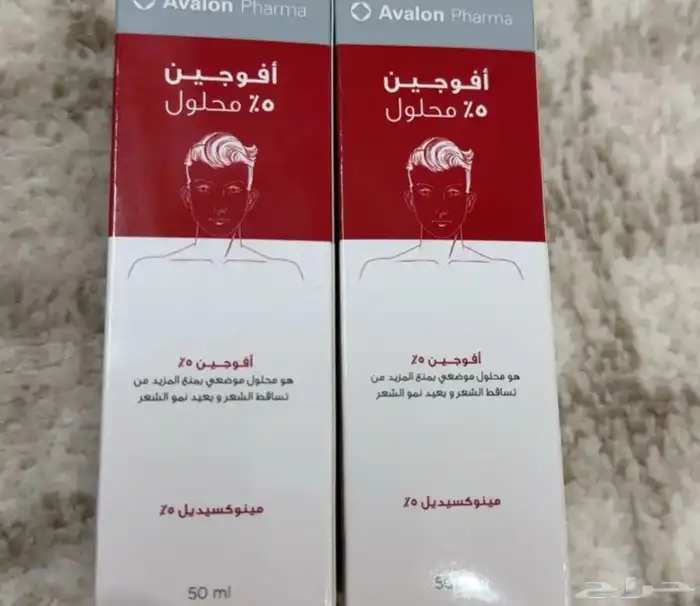 Avalon Pharma
أفوجين
٥٪ محلول
أفوجين ٥٪
هو محلول موضعي يمنع المزيد من
تساقط الشعر و يعيد نمو الشعر
مينوكسيديل ٥٪
50 ml
Avalon Pharma
أفوجين
٥٪ محلول
أفوجين ٥٪
هو محلول موضعي يمنع المزيد من
تساقط الشعر و يعيد نمو الشعر
مينوكسيديل ٥٪
حراج